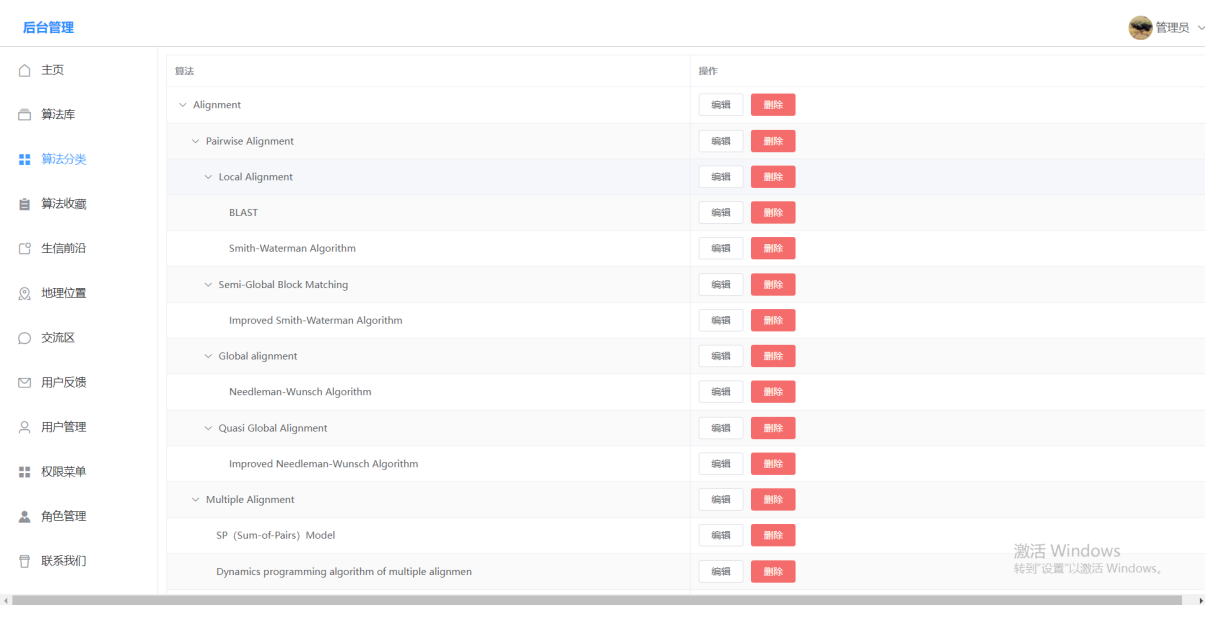 后台管理
管理员
主页
算法库
算法分类
算法收藏
生信前沿
地理位置
交流区
用户反馈
用户管理
权限菜单
角色管理
联系我们
算法 操作
Alignment 编辑 删除
Pairwise Alignment 编辑 删除
Local Alignment 编辑 删除
BLAST 编辑 删除
Smith-Waterman Algorithm 编辑 删除
Semi-Global Block Matching 编辑 删除
Improved Smith-Waterman Algorithm 编辑 删除
Global alignment 编辑 删除
Needleman-Wunsch Algorithm 编辑 删除
Quasi Global Alignment 编辑 删除
Improved Needleman-Wunsch Algorithm 编辑 删除
Multiple Alignment 编辑 删除
SP（Sum-of-Pairs）Model 编辑 删除
Dynamics programming algorithm of multiple alignmen 编辑 删除
激活 Windows
转到"设置"以激活 Windows。